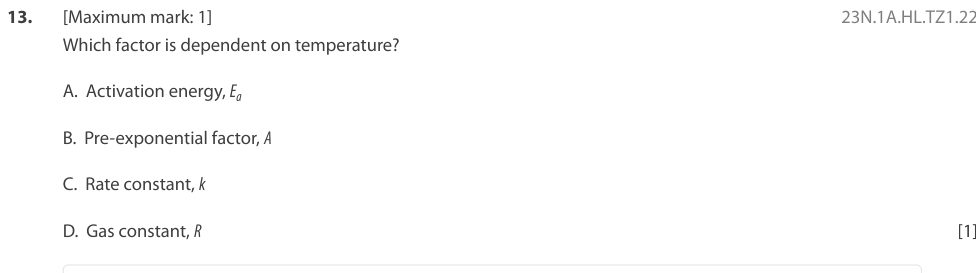 13. [Maximum mark: 1] 23N.1A.HL.TZ1.22
Which factor is dependent on temperature?
A. Activation energy, Eₐ
B. Pre-exponential factor, A
C. Rate constant, k
D. Gas constant, R [1]